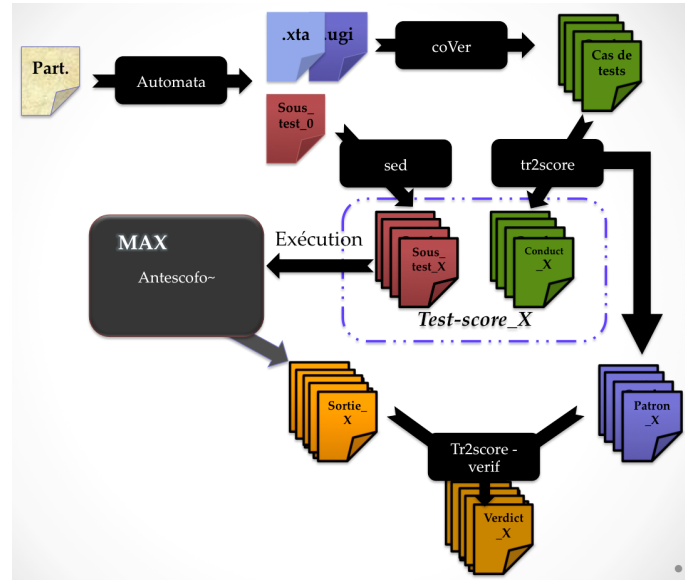 .xta
.ugi
coVer
Part.
Automata
Cas de
tests
Sous_
test_0
sed
tr2score
MAX
Antescofo~
Exécution
Sous_
test_X
Conduct
_X
Test-score_X
Sortie_
X
Patron
_X
Tr2score -
verif
Verdict
_X